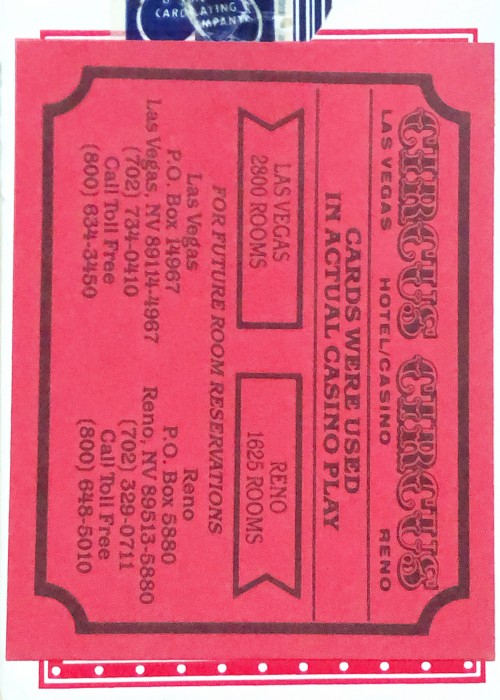 CARD
PLATING
COMPANY
CIRCUS CIRCUS
LAS VEGAS HOTEL/CASINO RENO
CARDS WERE USED
IN ACTUAL CASINO PLAY
LAS VEGAS
2800 ROOMS
RENO
1625 ROOMS
FOR FUTURE ROOM RESERVATIONS
Las Vegas
P.O. Box 14967
Las Vegas, NV 89114-4967
(702) 734-0410
Call Toll Free
(800) 634-3450
Reno
P.O. Box 5880
Reno, NV 89513-5880
(702) 329-0711
Call Toll Free
(800) 648-5010